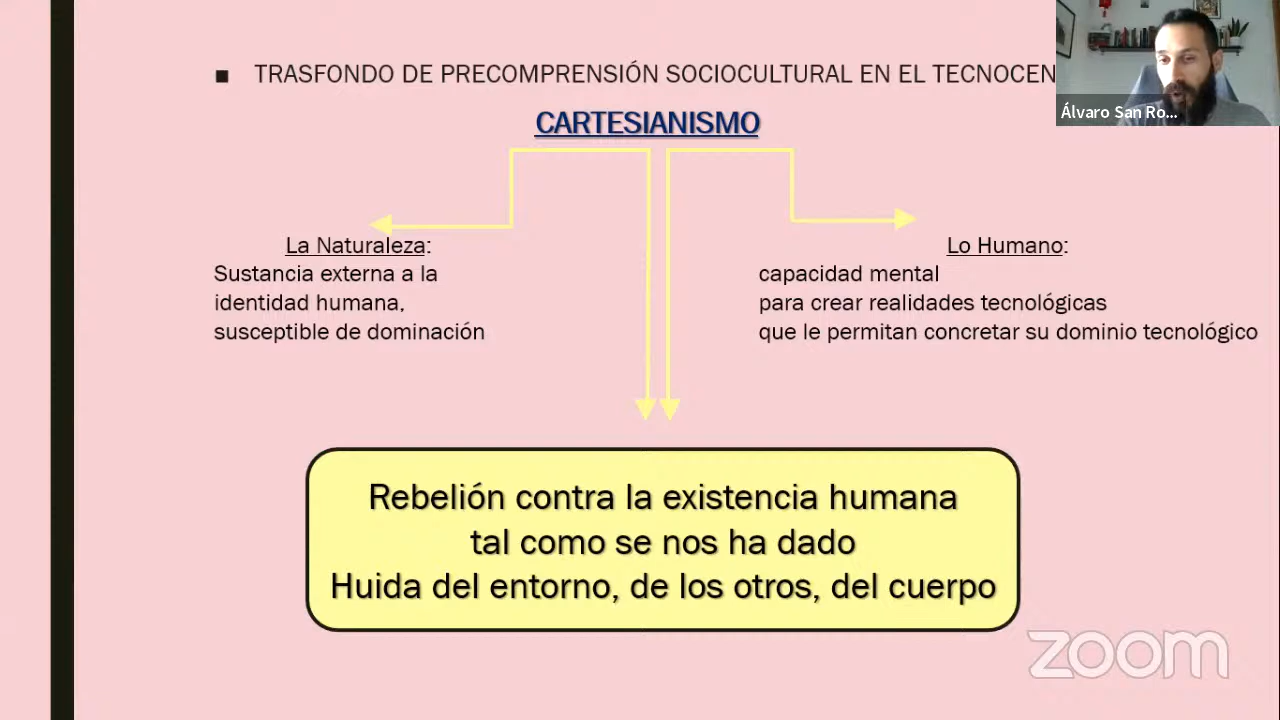 ■ TRASFONDO DE PRECOMPRENSIÓN SOCIOCULTURAL EN EL TECNOCEN
Álvaro San Ro...
CARTESIANISMO
La Naturaleza:
Sustancia externa a la
identidad humana,
susceptible de dominación
Lo Humano:
capacidad mental
para crear realidades tecnológicas
que le permitan concretar su dominio tecnológico
Rebelión contra la existencia humana
tal como se nos ha dado
Huida del entorno, de los otros, del cuerpo
zoom